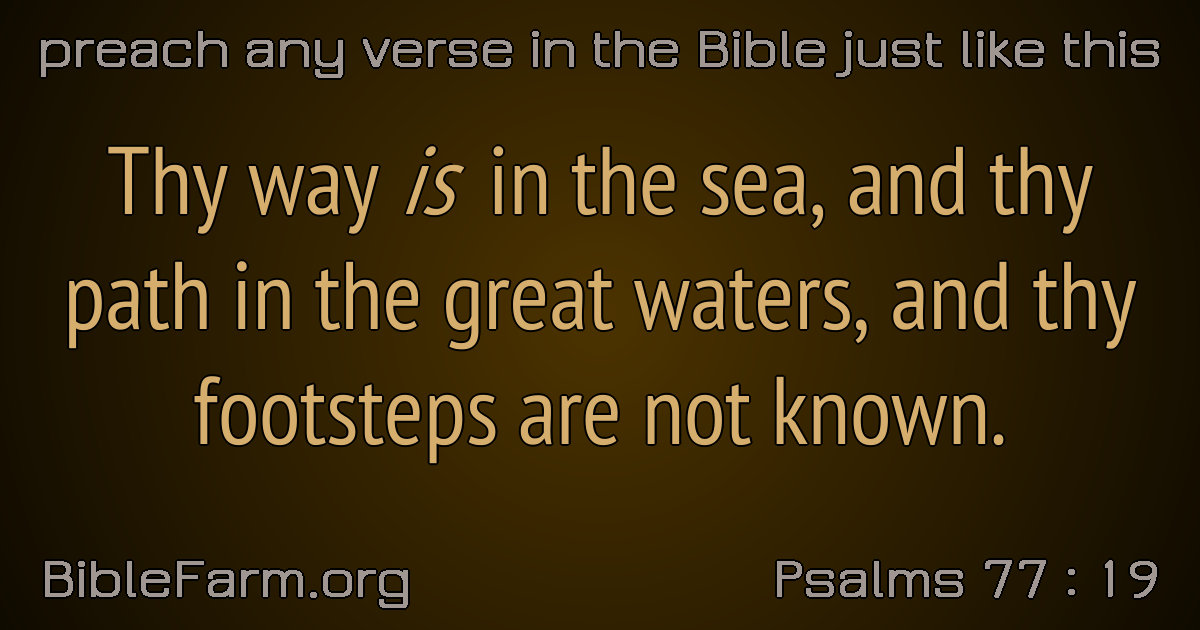 preach any verse in the Bible just like this
Thy way is in the sea, and thy
path in the great waters, and thy
footsteps are not known.
BibleFarm.org
Psalms 77 : 19